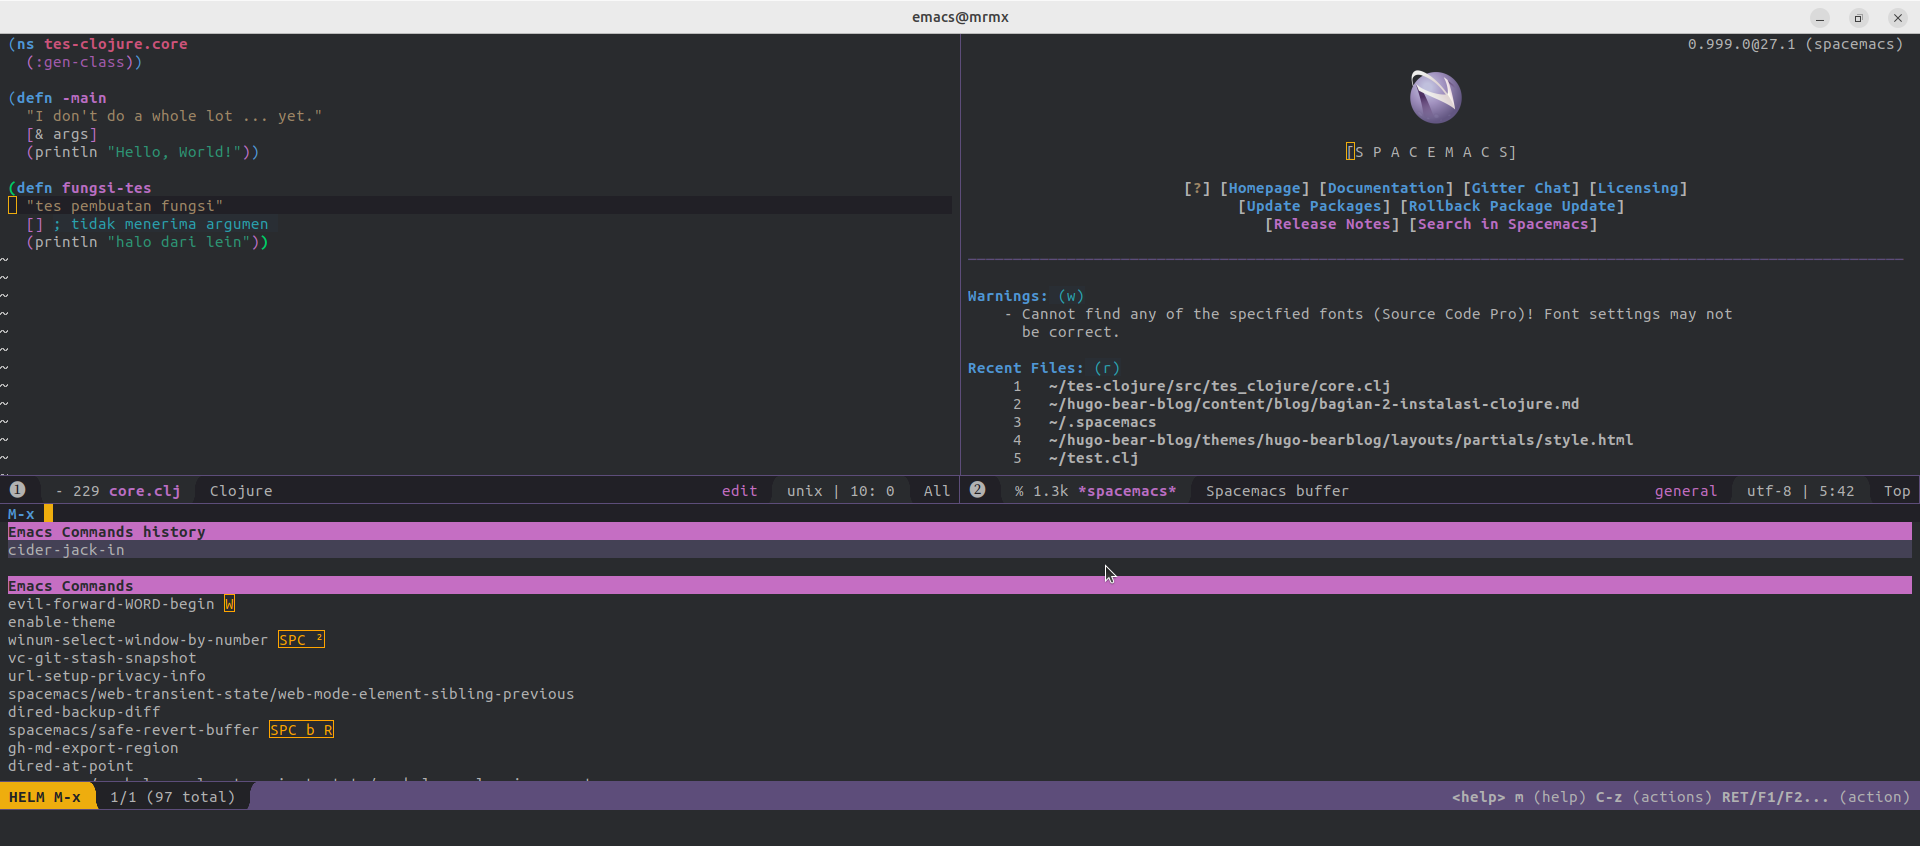 emacs@mrmx
(ns tes-clojure.core
  (:gen-class))
(defn -main
  "I don't do a whole lot ... yet."
  [& args]
  (println "Hello, World!"))
(defn fungsi-tes
  "tes pembuatan fungsi"
  [] ; tidak menerima argumen
  (println "halo dari lein"))
~
~
~
~
~
~
~
~
~
~
~
~
1 - 229 core.clj Clojure edit unix | 10: 0 All
0.999.0@27.1 (spacemacs)
[S P A C E M A C S]
[?] [Homepage] [Documentation] [Gitter Chat] [Licensing]
[Update Packages] [Rollback Package Update]
[Release Notes] [Search in Spacemacs]
Warnings: (w)
- Cannot find any of the specified fonts (Source Code Pro)! Font settings may not
be correct.
Recent Files: (r)
1 ~/tes-clojure/src/tes_clojure/core.clj
2 ~/hugo-bear-blog/content/blog/bagian-2-instalasi-clojure.md
3 ~/.spacemacs
4 ~/hugo-bear-blog/themes/hugo-bearblog/layouts/partials/style.html
5 ~/test.clj
2 % 1.3k *spacemacs* Spacemacs buffer general utf-8 | 5:42 Top
M-x
Emacs Commands history
cider-jack-in
Emacs Commands
evil-forward-WORD-begin W
enable-theme
winum-select-window-by-number SPC ²
vc-git-stash-snapshot
url-setup-privacy-info
spacemacs/web-transient-state/web-mode-element-sibling-previous
dired-backup-diff
spacemacs/safe-revert-buffer SPC b R
gh-md-export-region
dired-at-point
HELM M-x 1/1 (97 total) <help> m (help) C-z (actions) RET/F1/F2... (action)